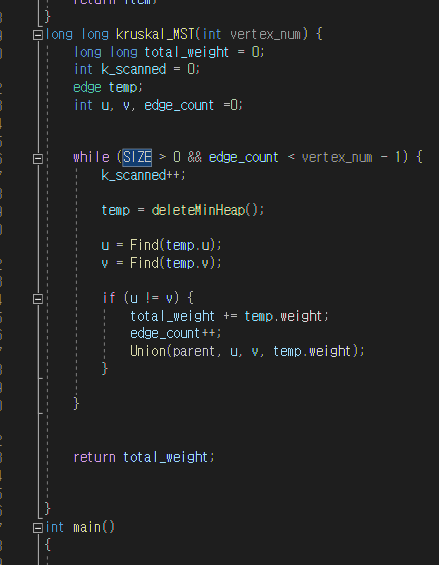 return item;
}
long long kruskal_MST(int vertex_num) {
long long total_weight = 0;
int k_scanned = 0;
edge temp;
int u, v, edge_count =0;
while (SIZE > 0 && edge_count < vertex_num - 1) {
k_scanned++;
temp = deleteMinHeap();
u = Find(temp.u);
v = Find(temp.v);
if (u != v) {
total_weight += temp.weight;
edge_count++;
Union(parent, u, v, temp.weight);
}
}
return total_weight;
}
int main()
{